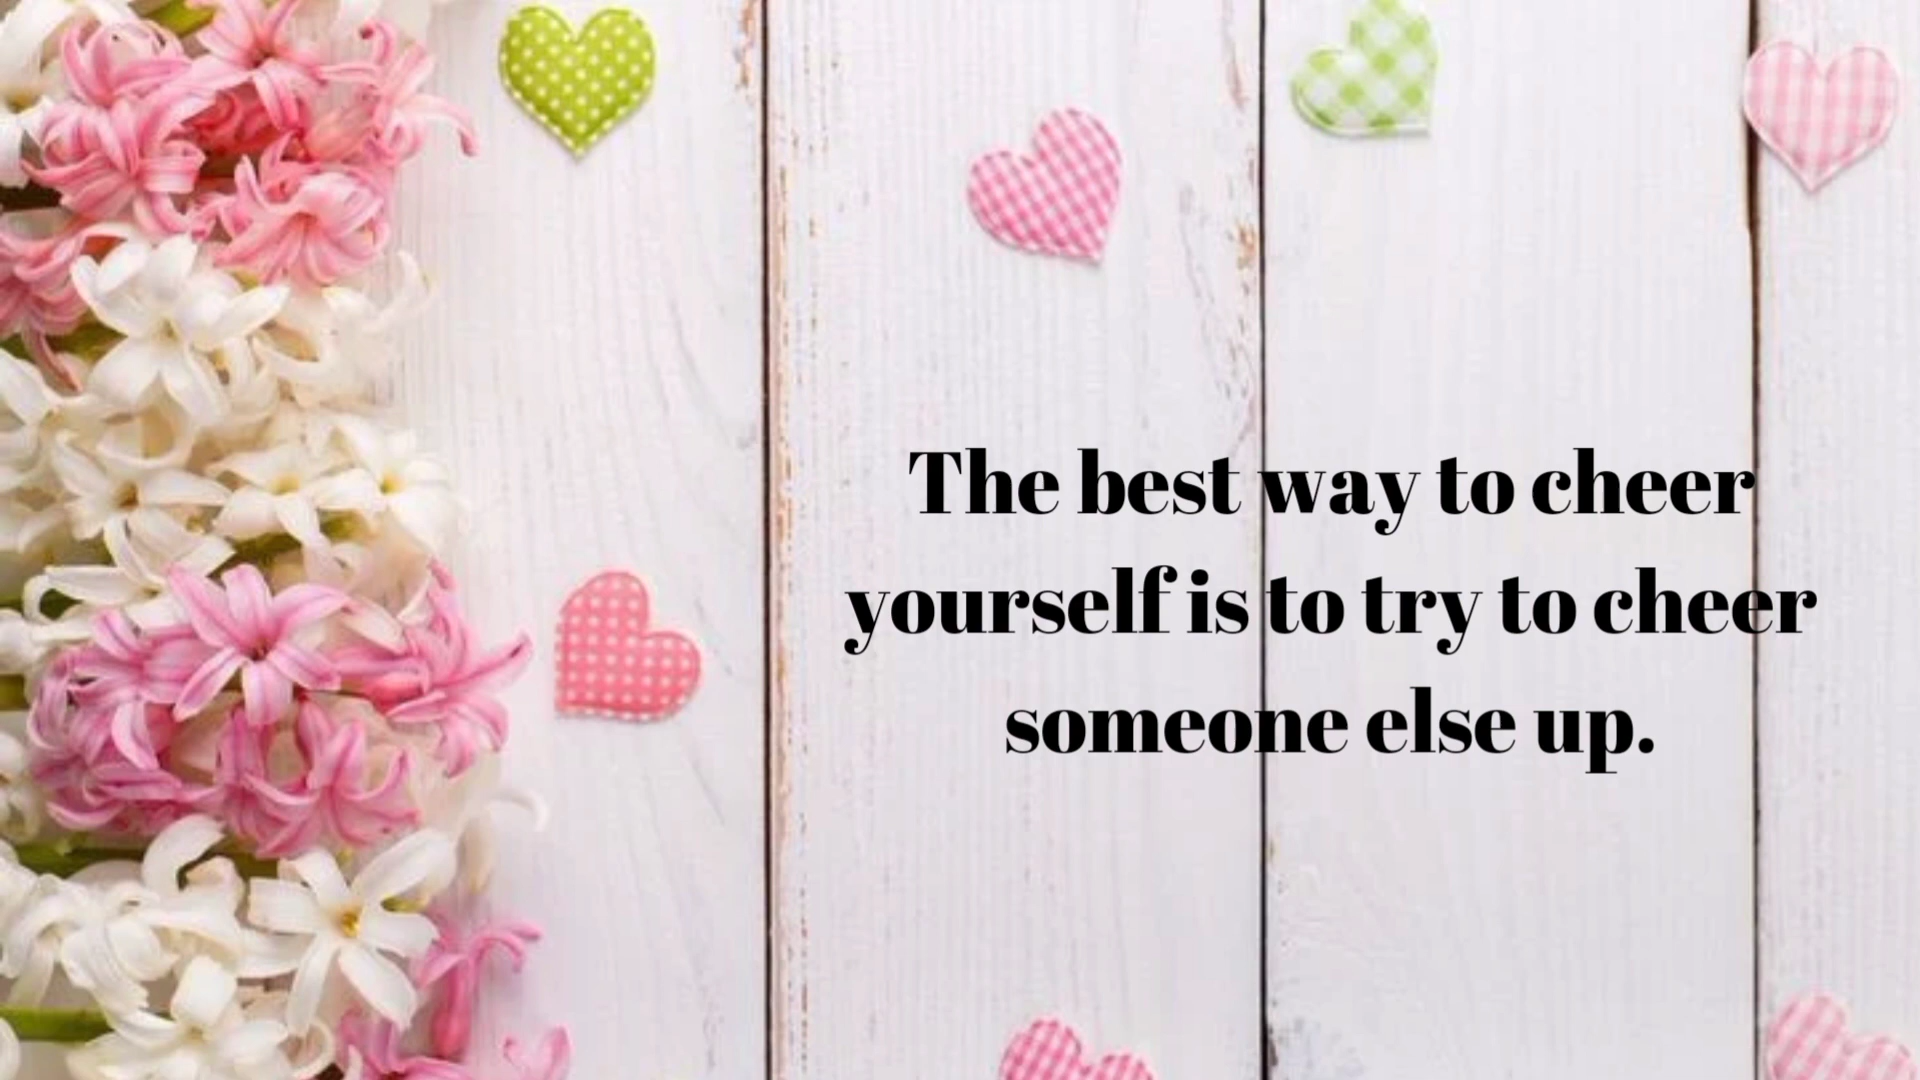 The best way to cheer
yourself is to try to cheer
someone else up.